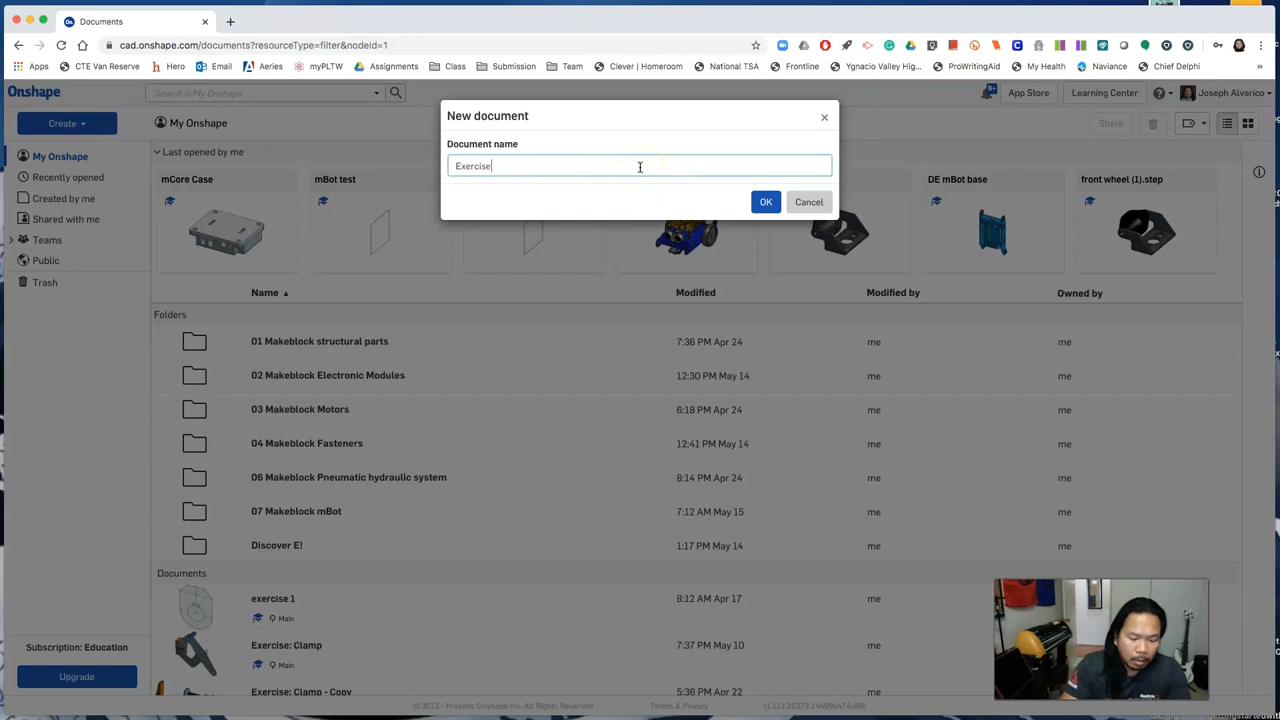 Documents
cad.onshape.com/documents?resourceType=filter&nodeId=1
Apps CTE Van Reserve Hero Email Aeries myPLTW Assignments Class Submission Team Clever | Homeroom National TSA Frontline Ygnacio Valley Hig... ProWritingAid My Health Naviance Chief Delphi »
Onshape
Search in My Onshape
9+
App Store
Learning Center
Joseph Alvarico
Create
My Onshape
Share
New document
Document name
Exercise
OK
Cancel
My Onshape
Recently opened
Created by me
Shared with me
Teams
Public
Trash
Last opened by me
mCore Case
mBot test
DE mBot base
front wheel (1).step
Name Modified Modified by Owned by
Folders
01 Makeblock structural parts 7:36 PM Apr 24 me me
02 Makeblock Electronic Modules 12:30 PM May 14 me me
03 Makeblock Motors 6:18 PM Apr 24 me me
04 Makeblock Fasteners 12:41 PM May 14 me me
06 Makeblock Pneumatic hydraulic system 8:14 PM Apr 24 me me
07 Makeblock mBot 7:12 AM May 15 me me
Discover E! 1:17 PM May 14 me me
Documents
exercise 1 8:12 AM Apr 17 me
Main
Exercise: Clamp 7:37 PM May 10 me
Main
Exercise: Clamp - Copy 5:36 PM Apr 22 me
Subscription: Education
Upgrade
© 2013 - Present, Onshape Inc. All Rights Reserved.
Terms & Privacy